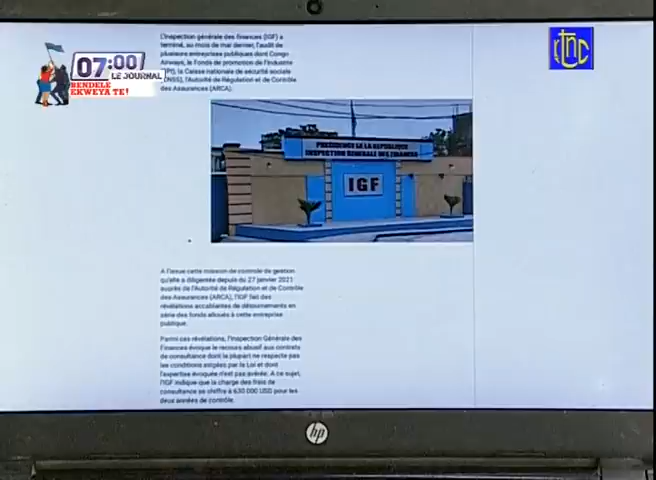 07:00
LE JOURNAL
RENDELE
EKWEYA TE!
rtnc
L'inspection générale des finances (IGF) a
terminé, au mois de mai dernier, l'audit de
plusieurs entreprises publiques dont Congo
Airways, le Fonds de promotion de l'industrie
(FPI), la Caisse nationale de sécurité sociale
(CNSS), l'Autorité de Régulation et de Contrôle
des Assurances (ARCA).
PRESIDENCE DE LA REPUBLIQUE
INSPECTION GENERALE DES FINANCES
IGF
A l'issue cette mission de contrôle de gestion
qu'elle a diligentée depuis du 27 janvier 2021
auprès de l'Autorité de Régulation et de Contrôle
des Assurances (ARCA), l'IGF fait des
révélations accablantes de détournements en
série des fonds alloués à cette entreprise
publique.
Parmi ces révélations, l'Inspection Générale des
Finances évoque le recours abusif aux contrats
de consultance dont la plupart ne respecte pas
les conditions exigées par la Loi et dont
l'expertise évoquée n'est pas avérée. A ce sujet,
l'IGF indique que la charge des frais de
consultance se chiffre à 630 000 USD pour les
deux années de contrôle.
hp